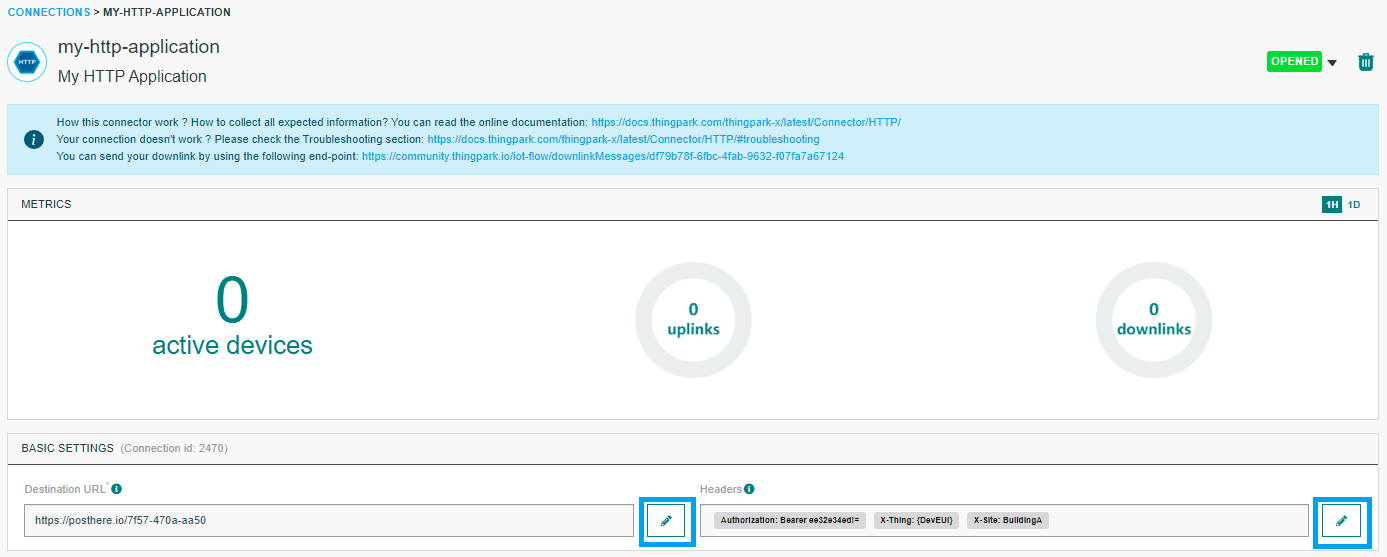 CONNECTIONS > MY-HTTP-APPLICATION
HTTP
my-http-application
My HTTP Application
OPENED
i
How this connector work ? How to collect all expected information? You can read the online documentation: https://docs.thingpark.com/thingpark-x/latest/Connector/HTTP/
Your connection doesn't work ? Please check the Troubleshooting section: https://docs.thingpark.com/thingpark-x/latest/Connector/HTTP/#troubleshooting
You can send your downlink by using the following end-point: https://community.thingpark.io/iot-flow/downlinkMessages/df79b78f-6fbc-4fab-9632-f07fa7a67124
METRICS
1H 1D
0
active devices
0
uplinks
0
downlinks
BASIC SETTINGS (Connection id: 2470)
Destination URL* i
https://posthere.io/7f57-470a-aa50
Headers i
Authorization: Bearer ee32e34ed!= X-Thing: {DevEUI} X-Site: BuildingA